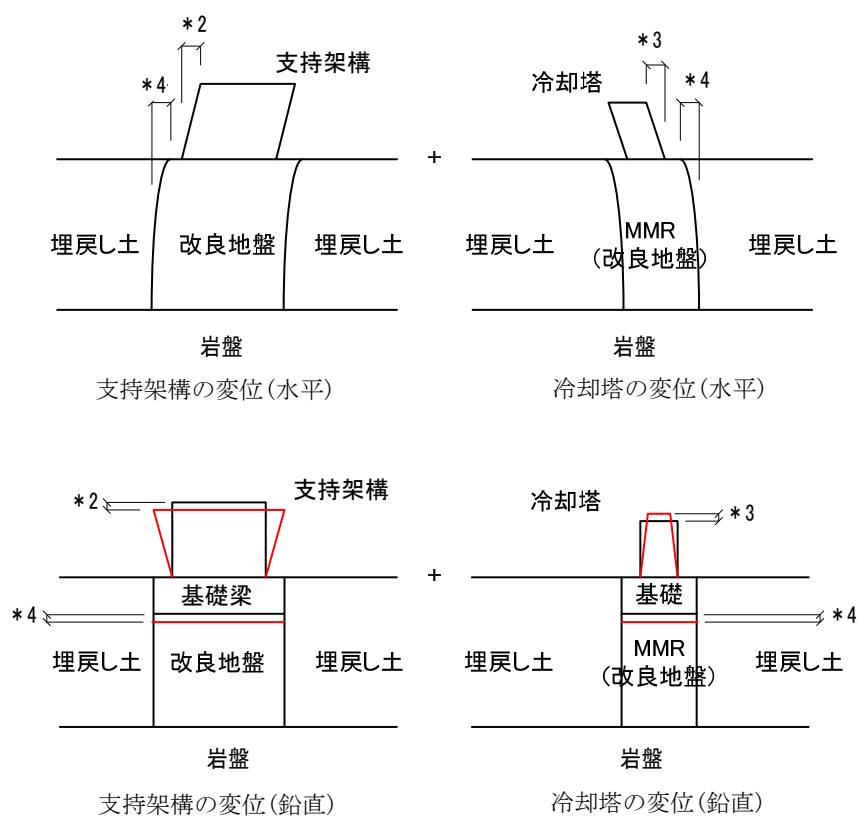 *2
支持架構
*4
埋戻し土
改良地盤
埋戻し土
岩盤
支持架構の変位(水平)
+
*3
冷却塔
*4
埋戻し土
MMR
(改良地盤)
埋戻し土
岩盤
冷却塔の変位(水平)
*2
支持架構
基礎梁
*4
埋戻し土
改良地盤
埋戻し土
岩盤
支持架構の変位(鉛直)
+
冷却塔
*3
基礎
*4
埋戻し土
MMR
(改良地盤)
埋戻し土
岩盤
冷却塔の変位(鉛直)